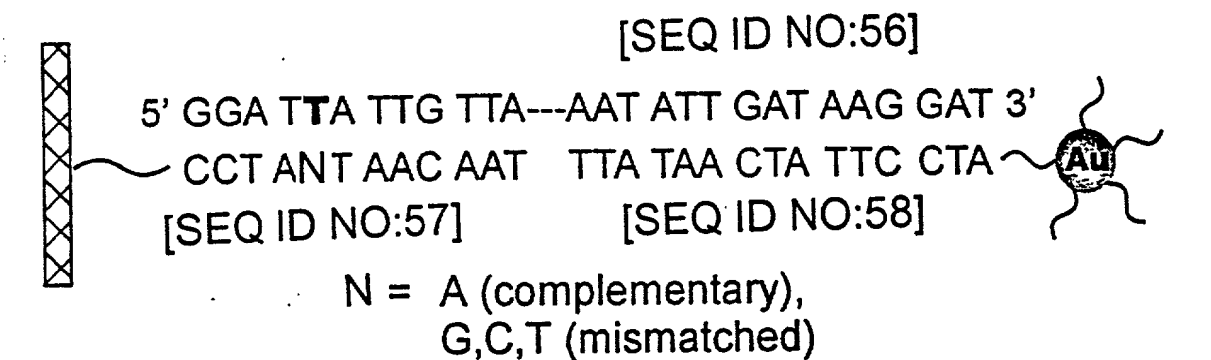 [SEQ ID NO:56]
5' GGA TTA TTG TTA---AAT ATT GAT AAG GAT 3'
CCT ANT AAC AAT TTA TAA CTA TTC CTA Au
[SEQ ID NO:57] [SEQ ID NO:58]
N = A (complementary),
G,C,T (mismatched)